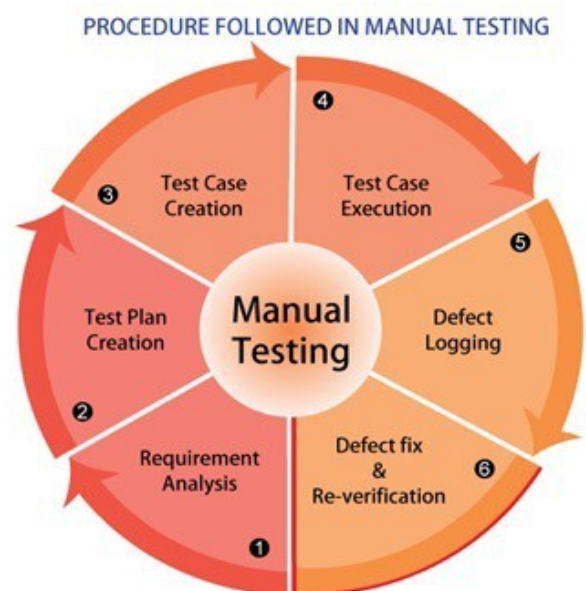 PROCEDURE FOLLOWED IN MANUAL TESTING
Manual
Testing
1
Requirement
Analysis
2
Test Plan
Creation
3
Test Case
Creation
4
Test Case
Execution
5
Defect
Logging
6
Defect fix
&
Re-verification